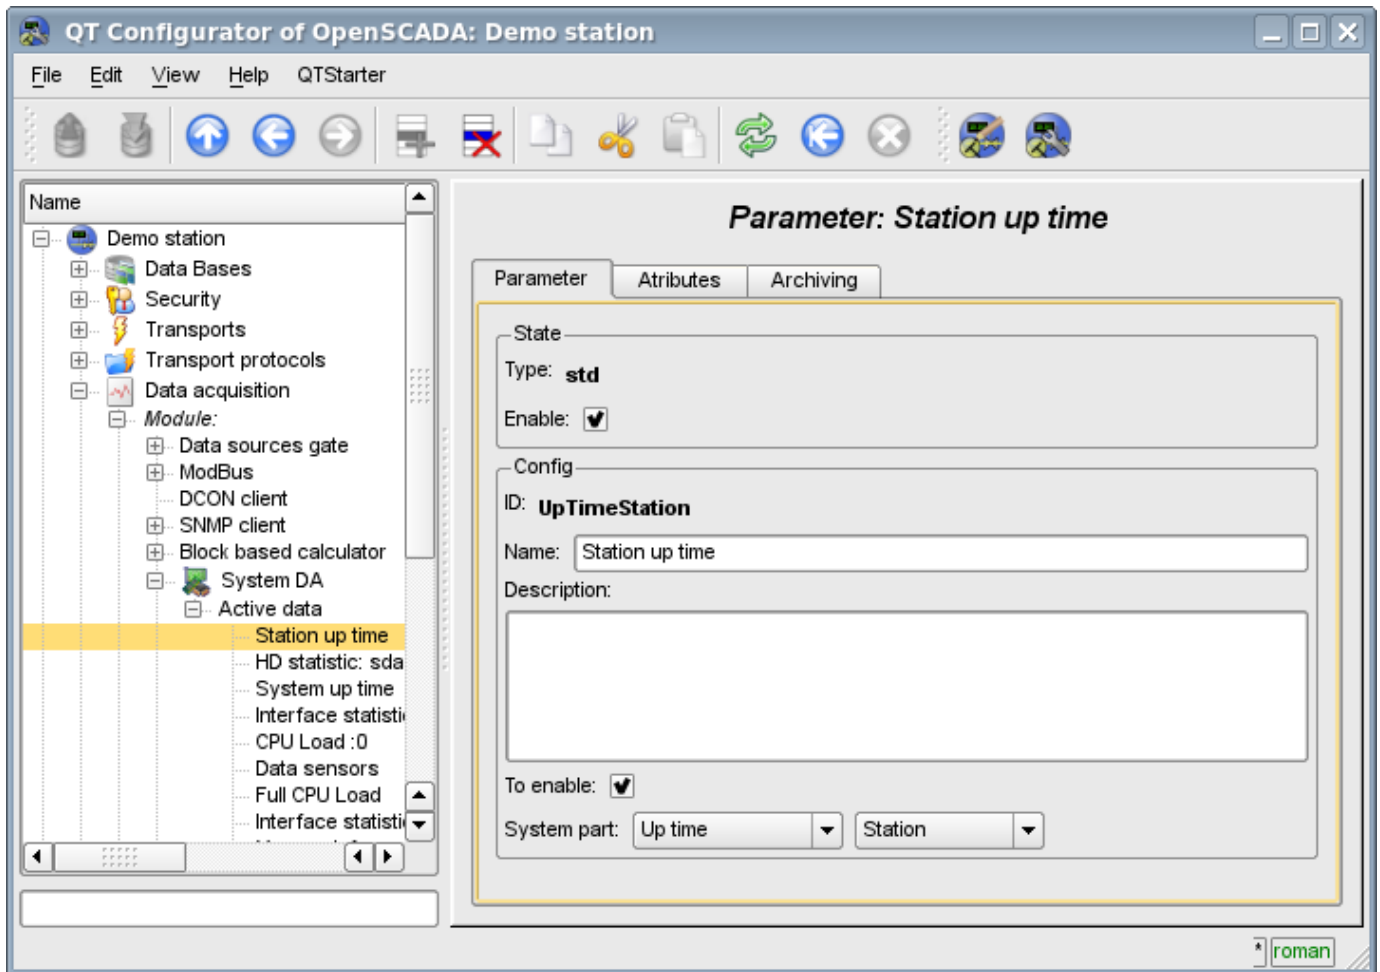 QT Configurator of OpenSCADA: Demo station
File Edit View Help QTStarter
Name
Demo station
Data Bases
Security
Transports
Transport protocols
Data acquisition
Module:
Data sources gate
ModBus
DCON client
SNMP client
Block based calculator
System DA
Active data
Station up time
HD statistic: sda
System up time
Interface statisti
CPU Load :0
Data sensors
Full CPU Load
Interface statisti
Parameter: Station up time
Parameter Atributes Archiving
State
Type: std
Enable:
Config
ID: UpTimeStation
Name: Station up time
Description:
To enable:
System part: Up time Station
* roman